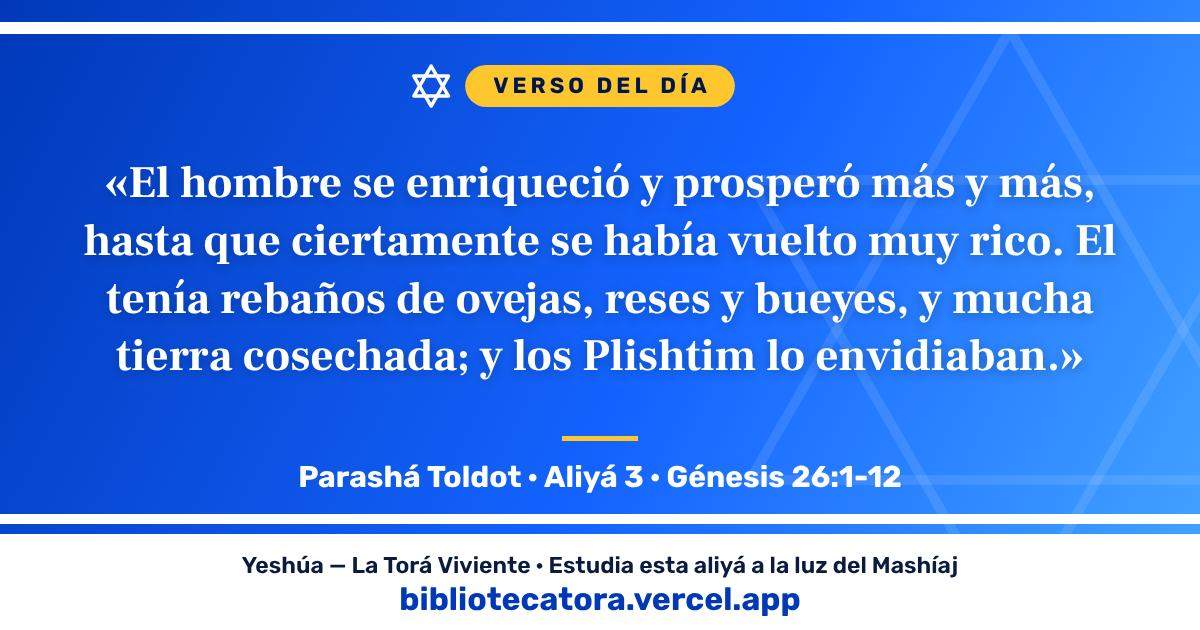 VERSO DEL DÍA
«El hombre se enriqueció y prosperó más y más,
hasta que ciertamente se había vuelto muy rico. El
tenía rebaños de ovejas, reses y bueyes, y mucha
tierra cosechada; y los Plishtim lo envidiaban.»
Parashá Toldot • Aliyá 3 • Génesis 26:1-12
Yeshúa — La Torá Viviente • Estudia esta aliyá a la luz del Mashíaj
bibliotecatora.vercel.app